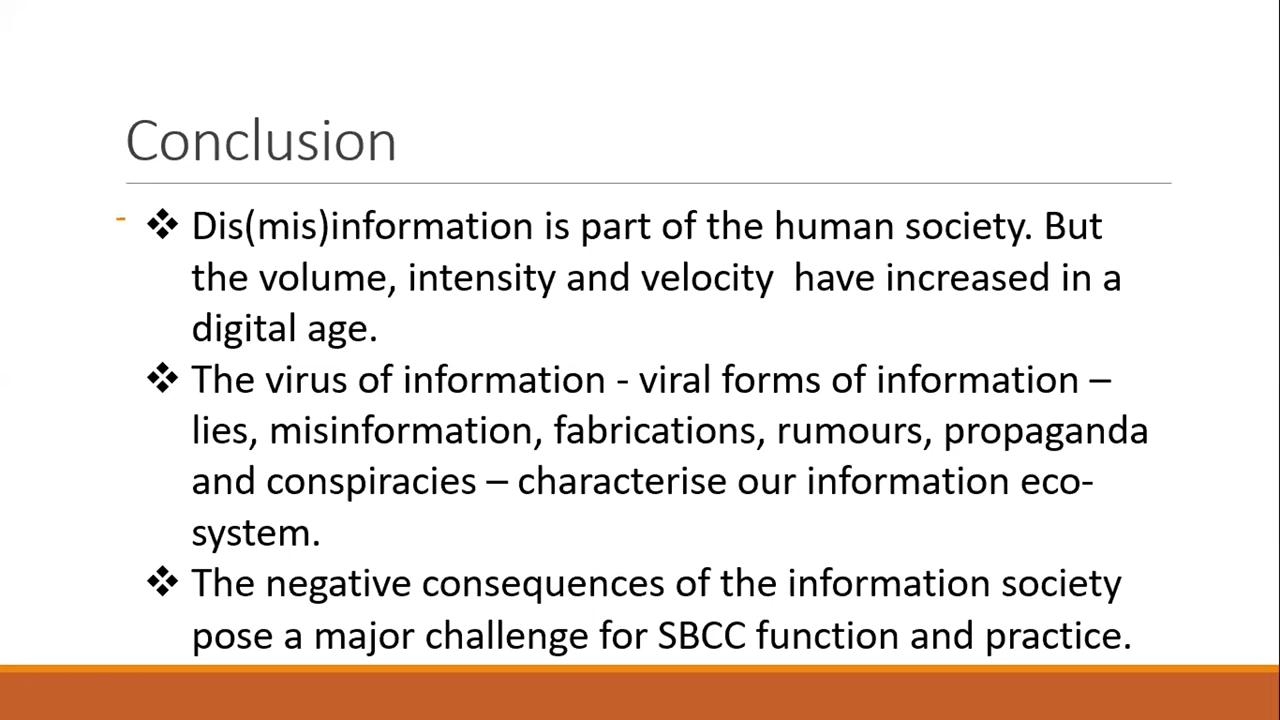 Conclusion
- ❖ Dis(mis)information is part of the human society. But
the volume, intensity and velocity  have increased in a
digital age.
❖ The virus of information - viral forms of information –
lies, misinformation, fabrications, rumours, propaganda
and conspiracies – characterise our information eco-
system.
❖ The negative consequences of the information society
pose a major challenge for SBCC function and practice.